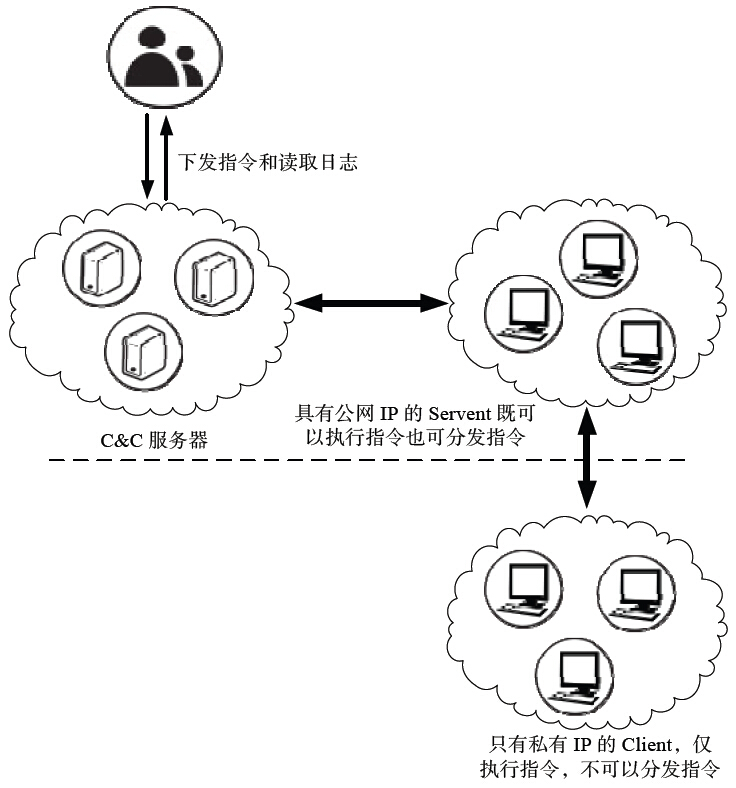 下发指令和读取日志
C&C 服务器
具有公网 IP 的 Servent 既可
以执行指令也可分发指令
只有私有 IP 的 Client，仅
执行指令，不可以分发指令